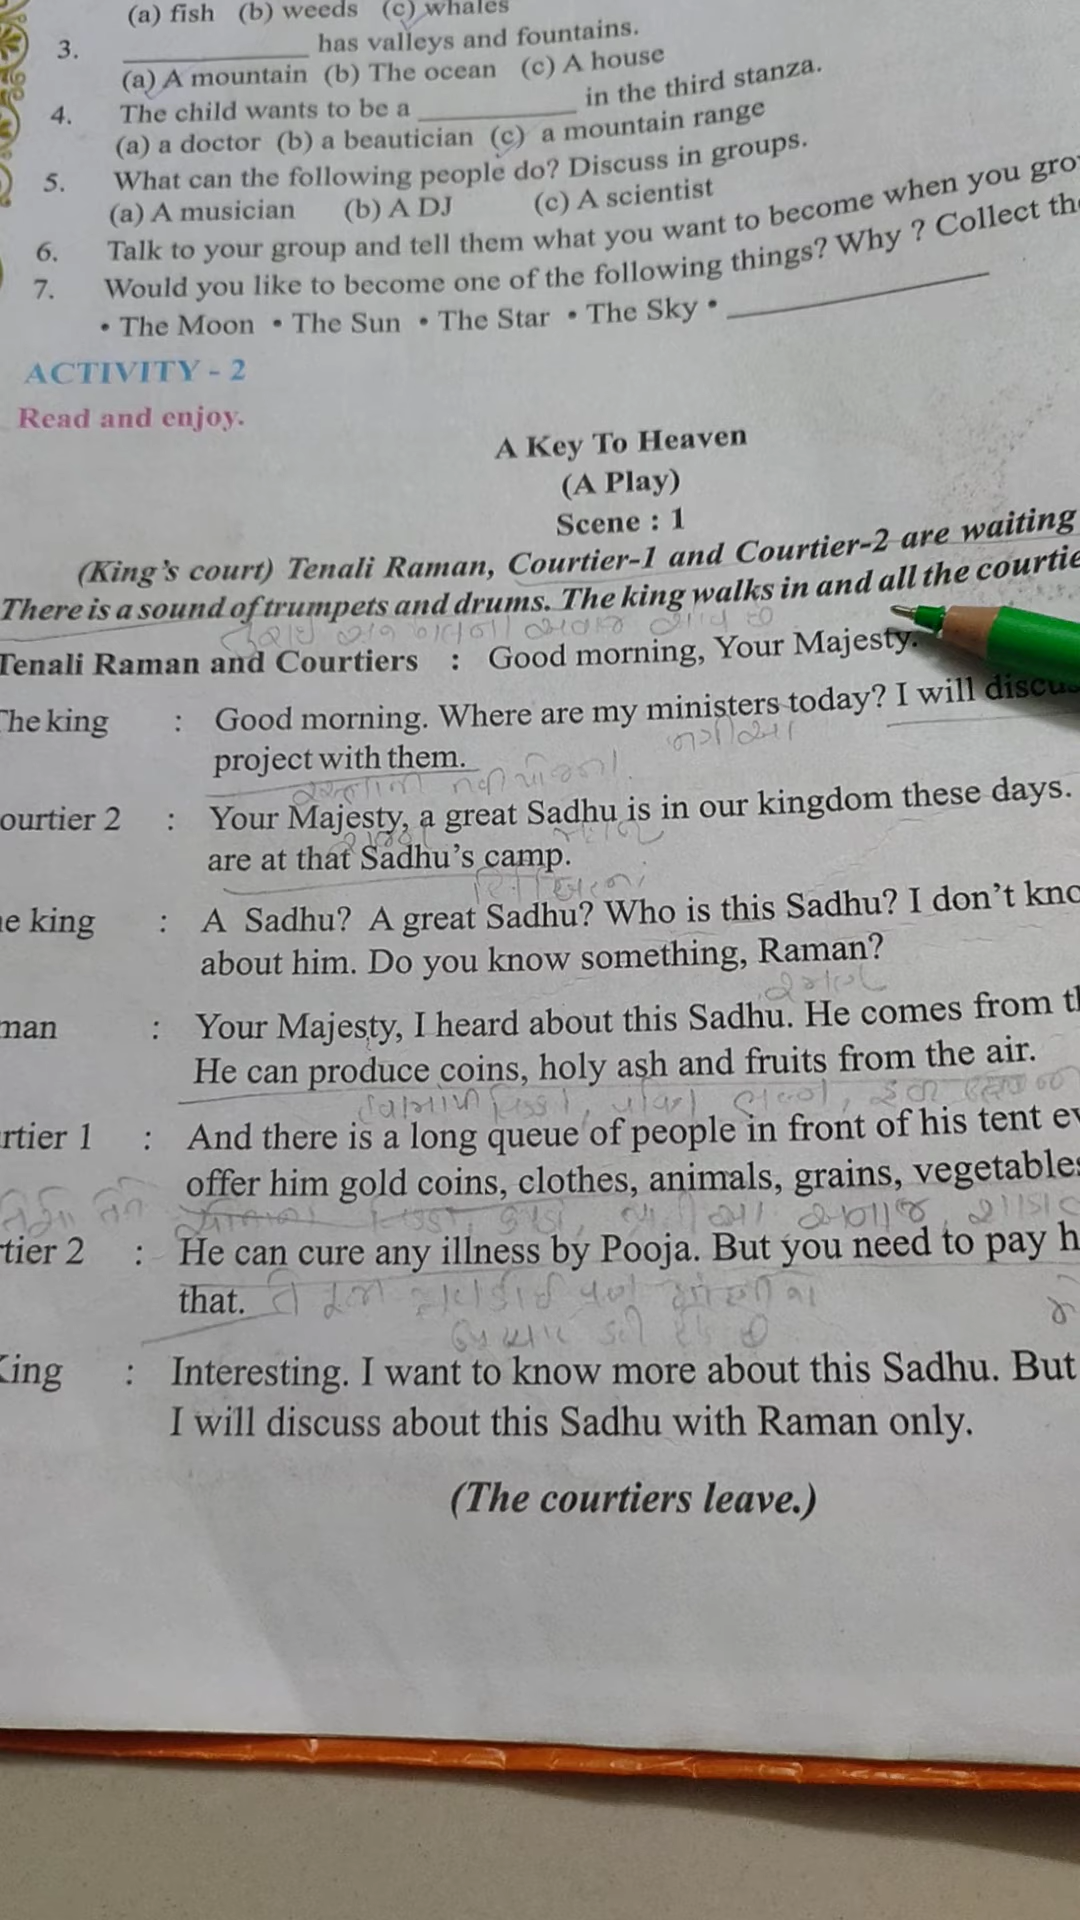 (a) fish (b) weeds (c) whales
3. __________ has valleys and fountains.
(a) A mountain (b) The ocean (c) A house
4. The child wants to be a __________ in the third stanza.
(a) a doctor (b) a beautician (c) a mountain range
5. What can the following people do? Discuss in groups.
(a) A musician (b) A DJ (c) A scientist
6. Talk to your group and tell them what you want to become when you gro
7. Would you like to become one of the following things? Why ? Collect th
• The Moon • The Sun • The Star • The Sky • __________
ACTIVITY - 2
Read and enjoy.
A Key To Heaven
(A Play)
Scene : 1
(King's court) Tenali Raman, Courtier-1 and Courtier-2 are waiting
There is a sound of trumpets and drums. The king walks in and all the courtie
Tenali Raman and Courtiers : Good morning, Your Majesty.
The king : Good morning. Where are my ministers today? I will discus
project with them.
ourtier 2 : Your Majesty, a great Sadhu is in our kingdom these days.
are at that Sadhu's camp.
e king : A Sadhu? A great Sadhu? Who is this Sadhu? I don't kno
about him. Do you know something, Raman?
man : Your Majesty, I heard about this Sadhu. He comes from th
He can produce coins, holy ash and fruits from the air.
rtier 1 : And there is a long queue of people in front of his tent ev
offer him gold coins, clothes, animals, grains, vegetables
rtier 2 : He can cure any illness by Pooja. But you need to pay h
that.
King : Interesting. I want to know more about this Sadhu. But
I will discuss about this Sadhu with Raman only.
(The courtiers leave.)